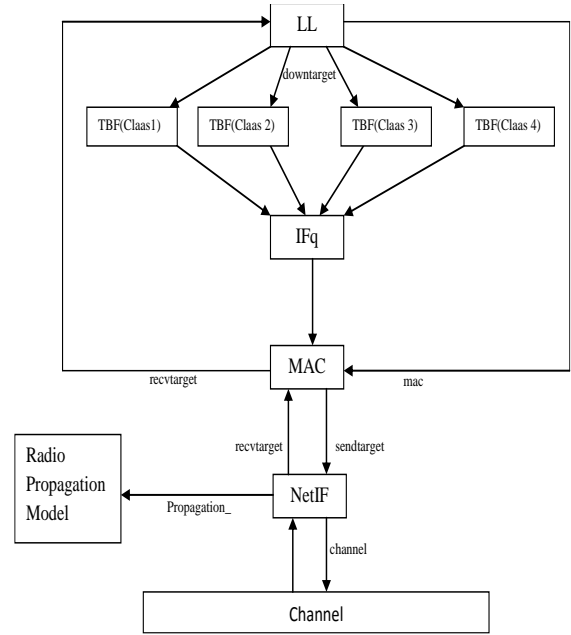 LL
downtarget
TBF(Claas1)
TBF(Claas 2)
TBF(Claas 3)
TBF(Claas 4)
IFq
MAC
recvtarget
mac
recvtarget
sendtarget
Radio
Propagation
Model
NetIF
Propagation_
channel
Channel